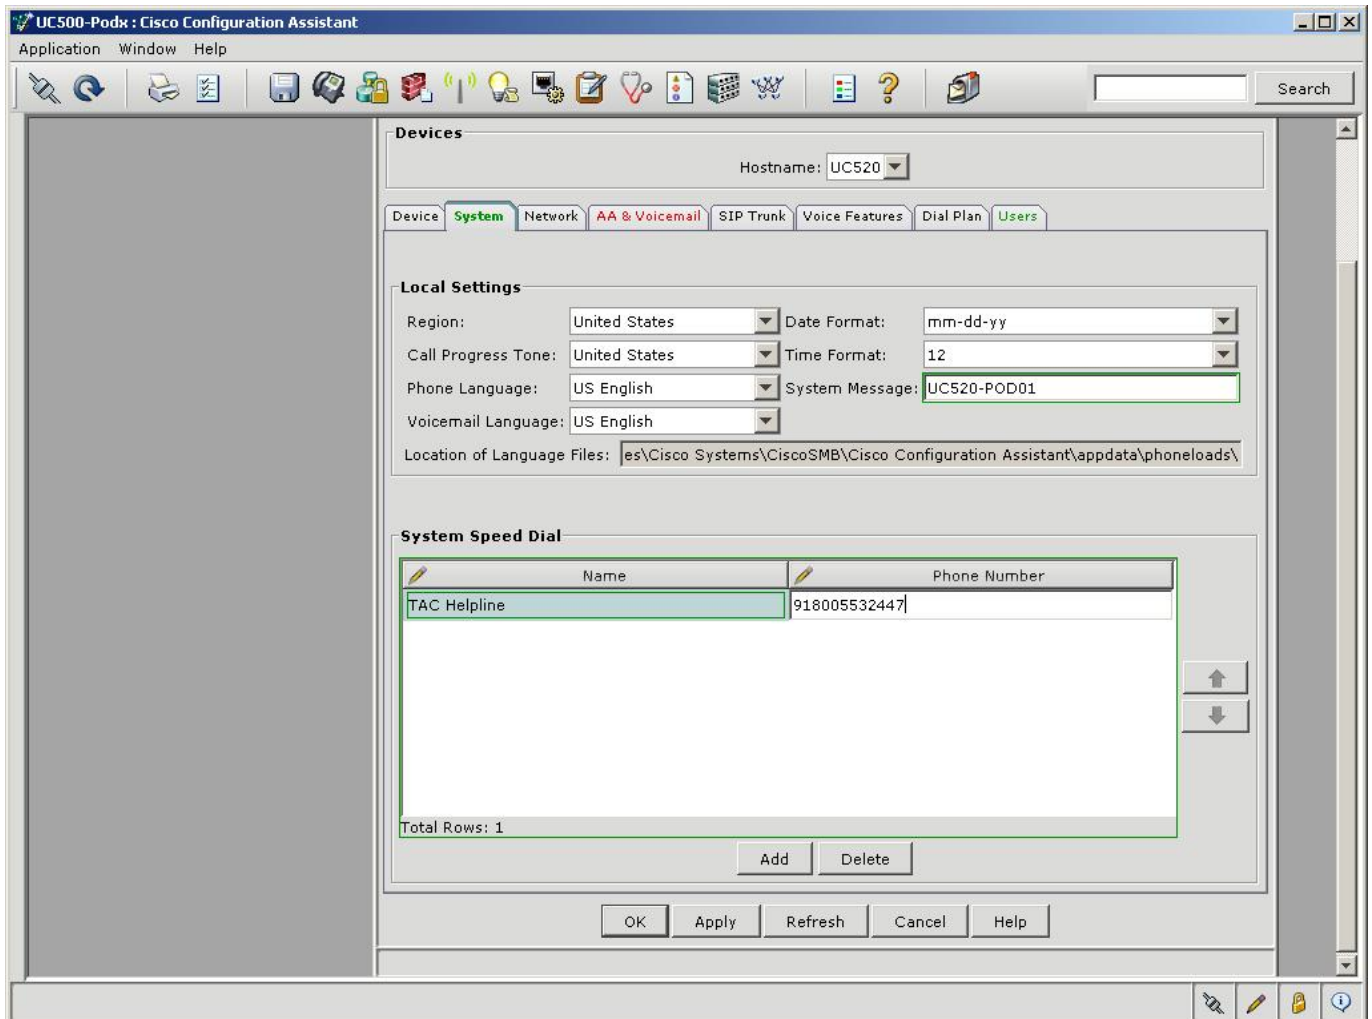 UC500-Podx : Cisco Configuration Assistant
Application Window Help
Search
Devices
Hostname: UC520
Device System Network AA & Voicemail SIP Trunk Voice Features Dial Plan Users
Local Settings
Region: United States Date Format: mm-dd-yy
Call Progress Tone: United States Time Format: 12
Phone Language: US English System Message: UC520-POD01
Voicemail Language: US English
Location of Language Files: es\Cisco Systems\CiscoSMB\Cisco Configuration Assistant\appdata\phoneloads\
System Speed Dial
Name Phone Number
TAC Helpline 918005532447
Total Rows: 1
Add Delete
OK Apply Refresh Cancel Help